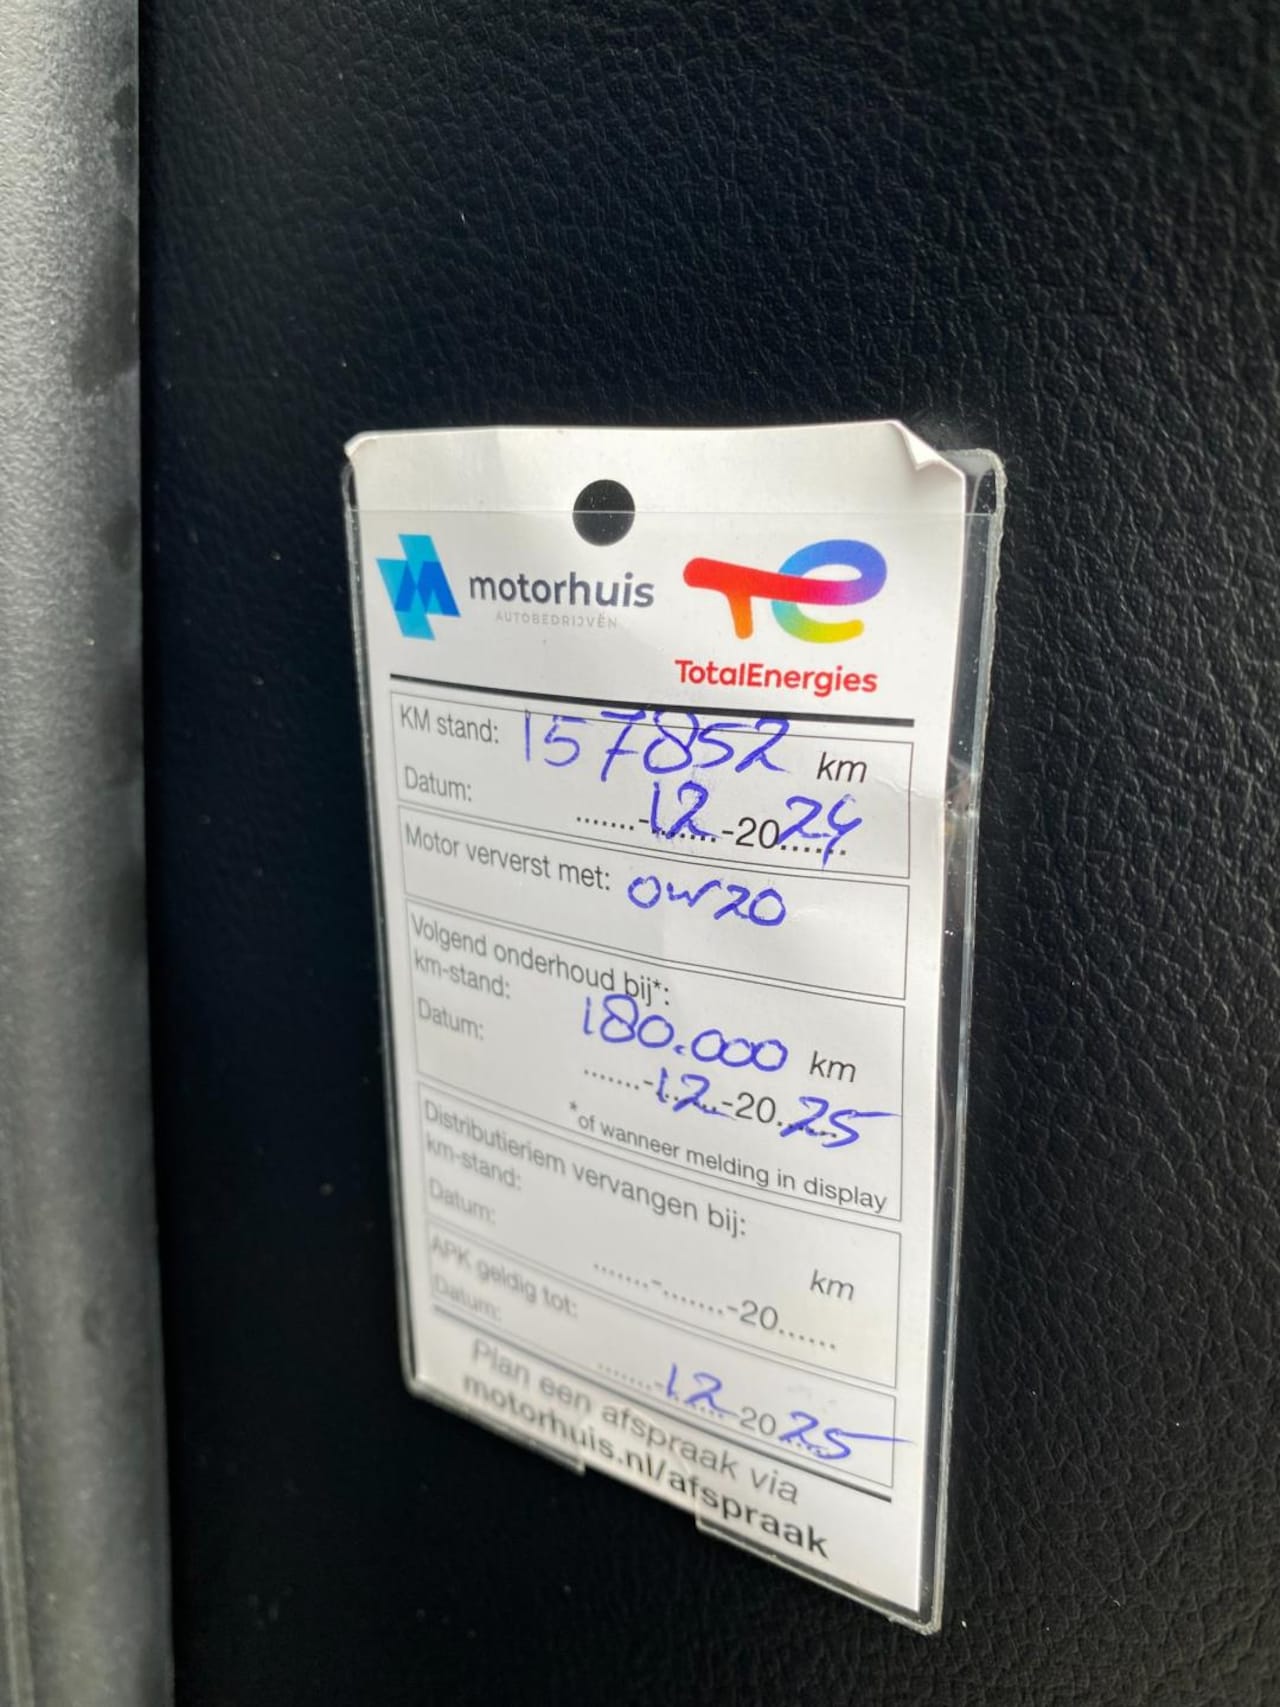 motorhuis
AUTOBEDRIJVEN
TotalEnergies
KM stand: 157852 km
Datum: .......-12-2024
Motor ververst met: 0w20
Volgend onderhoud bij*:
km-stand: 180.000 km
Datum: .......-12-2025
*of wanneer melding in display
Distributieriem vervangen bij:
km-stand: km
Datum: .......-.......-20......
APK geldig tot:
Datum: .......-12-2025
Plan een afspraak via
motorhuis.nl/afspraak